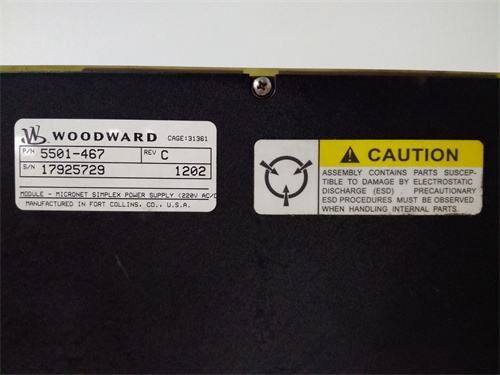 WOODWARD CAGE:31361
P/N 5501-467 REV C
S/N 17925729 1202
MODULE - MICRONET SIMPLEX POWER SUPPLY (220V AC/D
MANUFACTURED IN FORT COLLINS, CO., U.S.A.
CAUTION
ASSEMBLY CONTAINS PARTS SUSCEP-
TIBLE TO DAMAGE BY ELECTROSTATIC
DISCHARGE (ESD) . PRECAUTIONARY
ESD PROCEDURES MUST BE OBSERVED
WHEN HANDLING INTERNAL PARTS.